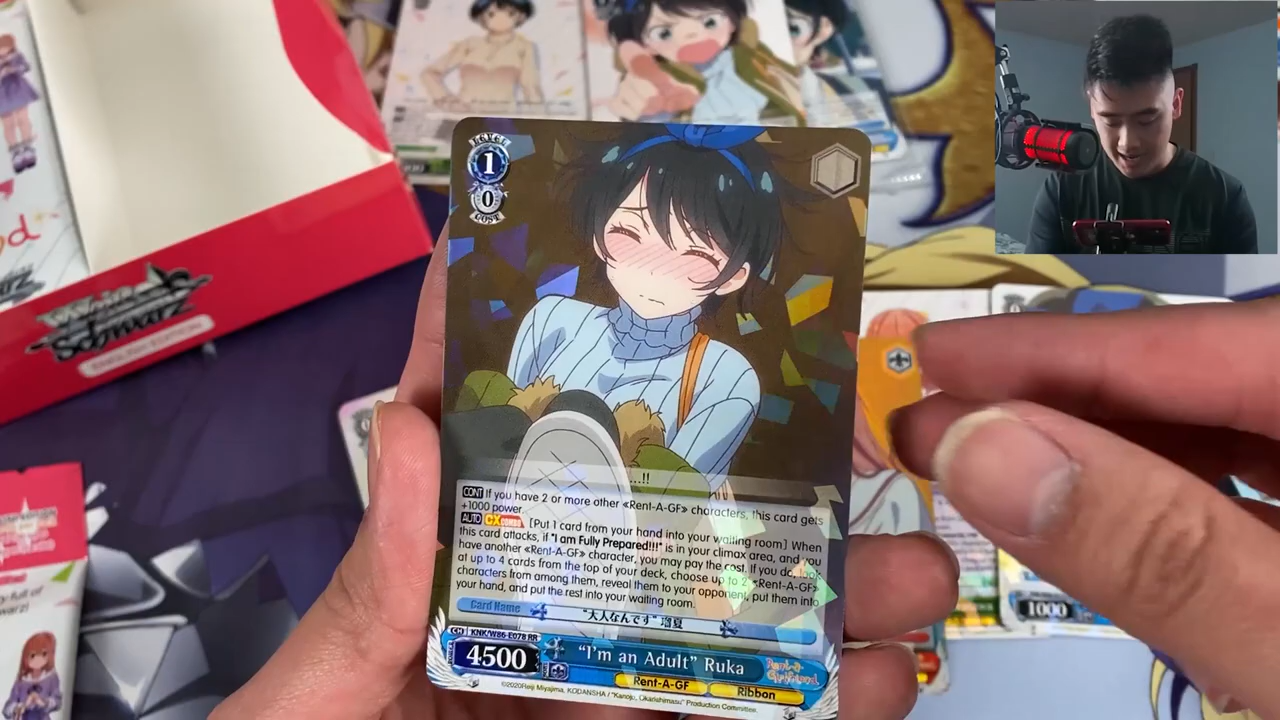 LEVEL
1
0
COST
...!!
CONT If you have 2 or more other «Rent-A-GF» characters, this card gets
+1000 power.
AUTO CXCOMBO [Put 1 card from your hand into your waiting room] When
this card attacks, if "I am Fully Prepared!!!" is in your climax area, and you
have another «Rent-A-GF» character, you may pay the cost. If you do, look
at up to 4 cards from the top of your deck, choose up to 2 «Rent-A-GF»
characters from among them, reveal them to your opponent, put them into
your hand, and put the rest into your waiting room.
Card Name
"大人なんです" 瑠夏
CH KNK/W86-E078 RR
4500
"I'm an Adult" Ruka
Rent-a-Girlfriend
Rent-A-GF
Ribbon
©2020Reiji Miyajima, KODANSHA / "Kanojo, Okarishimasu" Production Committee.
Weiß
Schwarz
1000